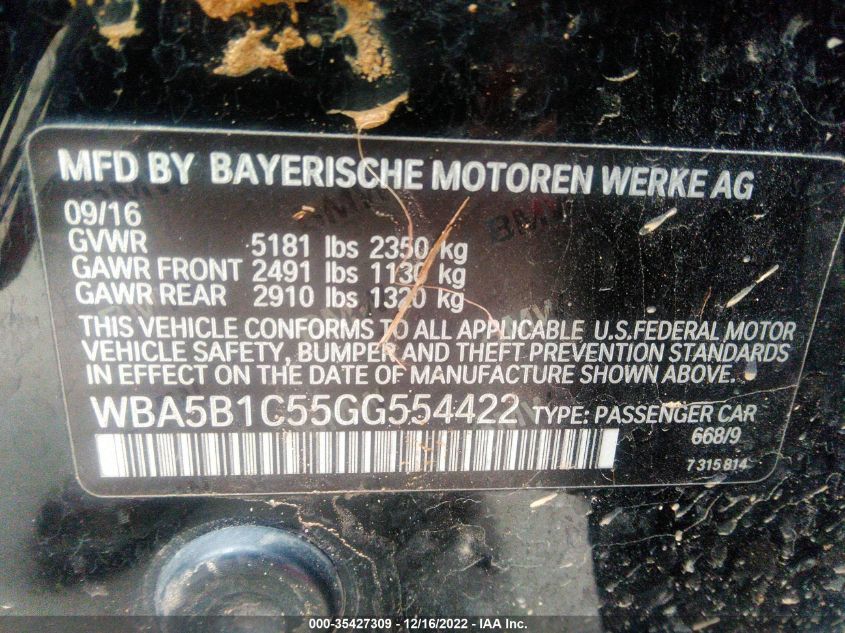 MFD BY BAYERISCHE MOTOREN WERKE AG
09/16
GVWR 5181 lbs 2350 kg
GAWR FRONT 2491 lbs 1130 kg
GAWR REAR 2910 lbs 1320 kg
THIS VEHICLE CONFORMS TO ALL APPLICABLE U.S.FEDERAL MOTOR
VEHICLE SAFETY, BUMPER AND THEFT PREVENTION STANDARDS
IN EFFECT ON THE DATE OF MANUFACTURE SHOWN ABOVE.
WBA5B1C55GG554422 TYPE: PASSENGER CAR
668/9
7 315 814
000-35427309 - 12/16/2022 - IAA Inc.